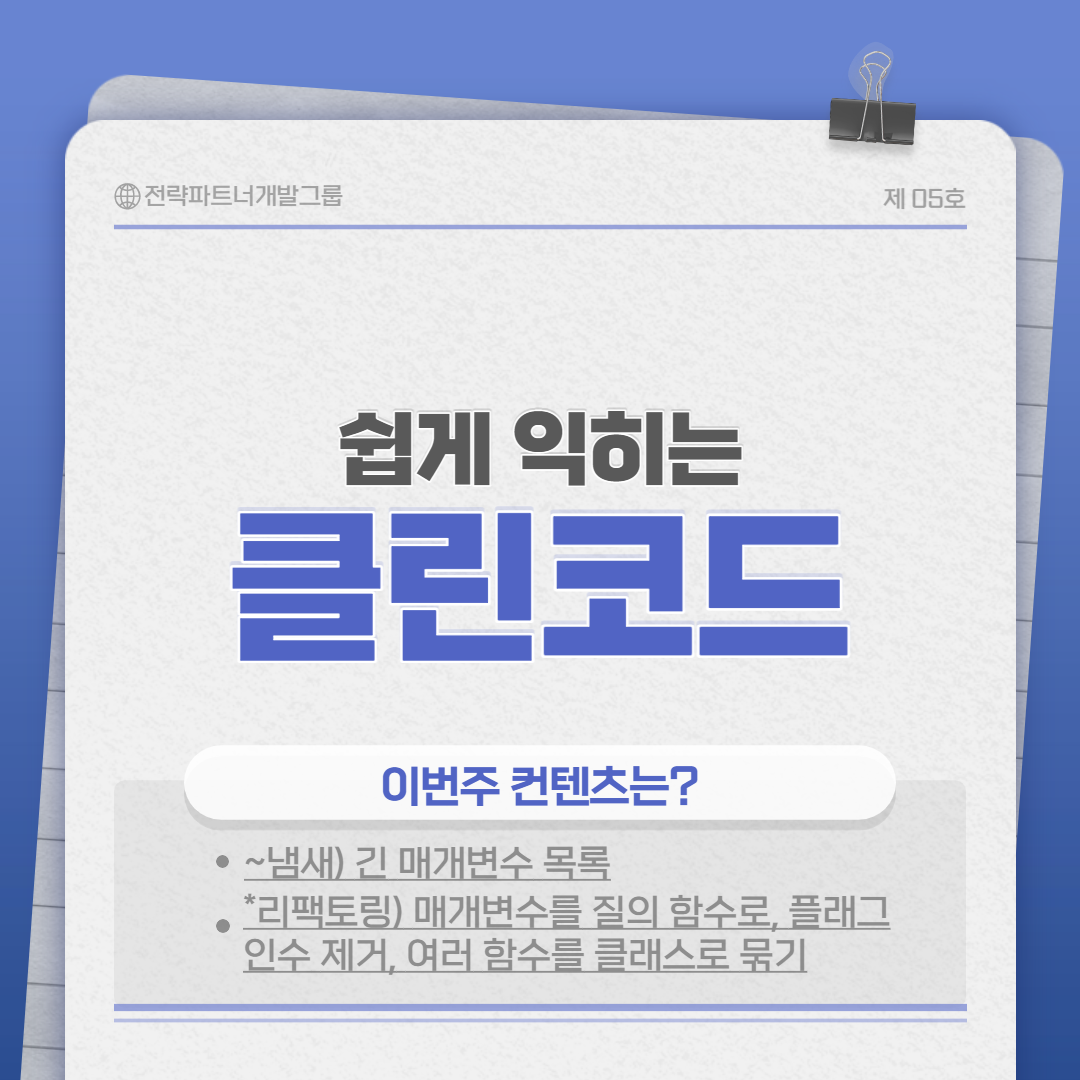 전략파트너개발그룹
제 05호
쉽게 익히는
클린코드
이번주 컨텐츠는?
• ~냄새) 긴 매개변수 목록
• *리팩토링) 매개변수를 질의 함수로, 플래그
인수 제거, 여러 함수를 클래스로 묶기